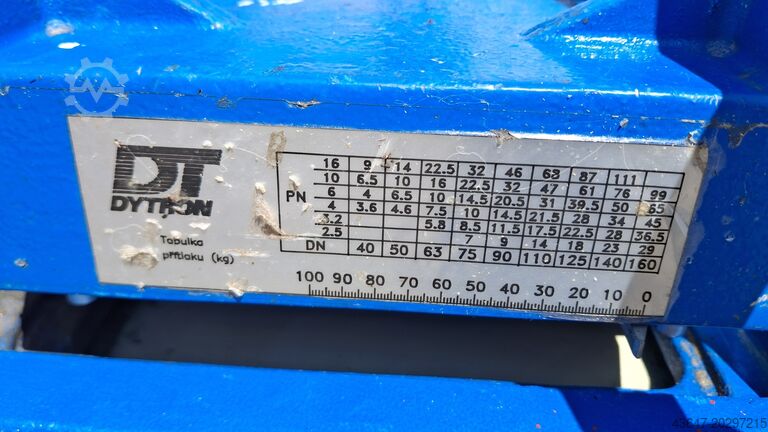 DT
DYTRON
Tabulka
přítlaku (kg)
PN
16 9 14 22.5 32 46 63 87 111
10 6.5 10 16 22.5 32 47 61 76 99
6 4 6.5 10 14.5 20.5 31 39.5 50 65
4 3.6 4.6 7.5 10 14.5 21.5 28 34 45
3.2 5.8 8.5 11.5 17.5 22.5 28 36.5
2.5 7 9 14 18 23 29
DN 40 50 63 75 90 110 125 140 160
100 90 80 70 60 50 40 30 20 10 0
43617-20297215